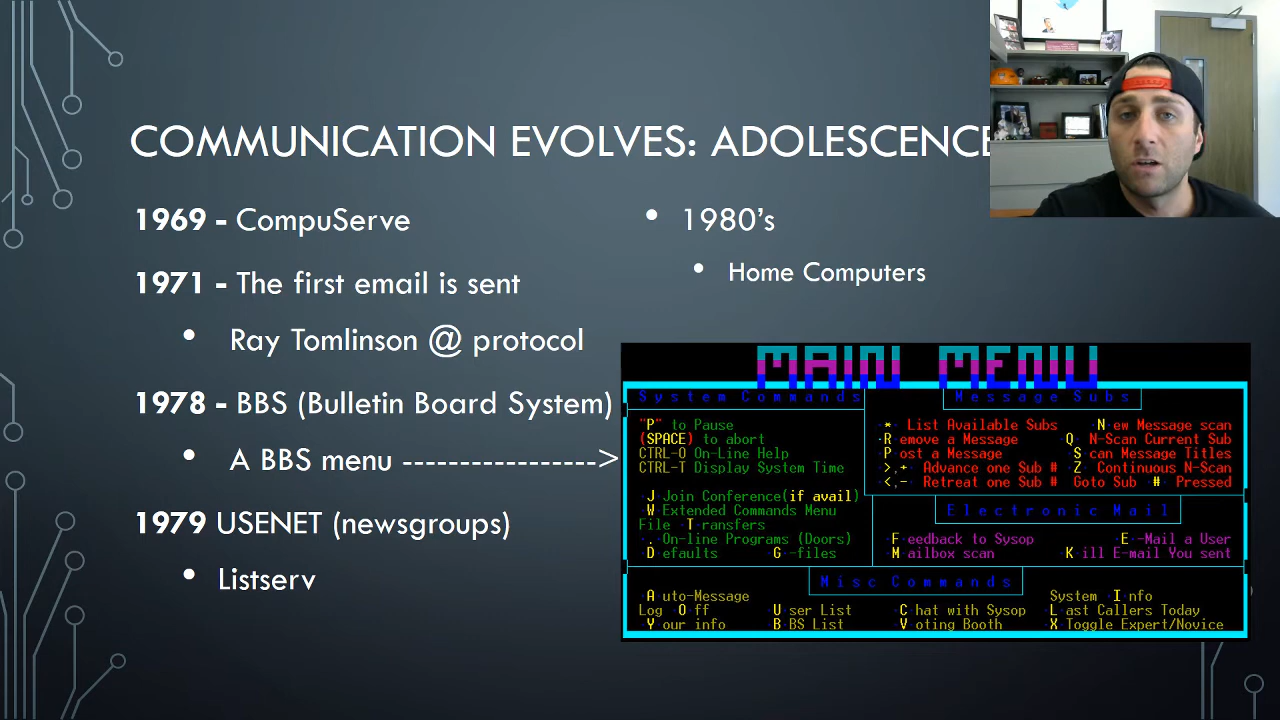 COMMUNICATION EVOLVES: ADOLESCENCE
1969 - CompuServe
1971 - The first email is sent
• Ray Tomlinson @ protocol
1978 - BBS (Bulletin Board System)
• A BBS menu ----------------->
1979 USENET (newsgroups)
• Listserv
• 1980’s
• Home Computers
MAIN MENU
System Commands
"P" to Pause
(SPACE) to abort
CTRL-O On-Line Help
CTRL-T Display System Time
J Join Conference(if avail)
W Extended Commands Menu
File T ransfers
. On-line Programs (Doors)
D efaults G -files
Message Subs
* List Available Subs N ew Message scan
R emove a Message Q N-Scan Current Sub
P ost a Message S can Message Titles
>,+ Advance one Sub # Z Continuous N-Scan
<,- Retreat one Sub # Goto Sub # Pressed
Electronic Mail
F eedback to Sysop E -Mail a User
M ailbox scan K ill E-mail You sent
Misc Commands
A uto-Message System I nfo
Log O ff U ser List C hat with Sysop L ast Callers Today
Y our info B BS List V oting Booth X Toggle Expert/Novice